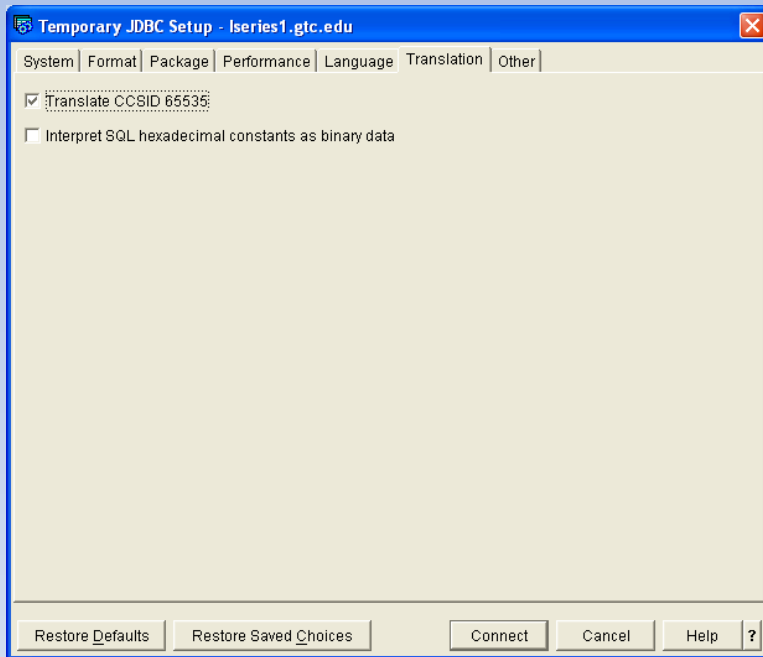 Temporary JDBC Setup - Iseries1.gtc.edu
System Format Package Performance Language Translation Other
Translate CCSID 65535
Interpret SQL hexadecimal constants as binary data
Restore Defaults Restore Saved Choices Connect Cancel Help ?